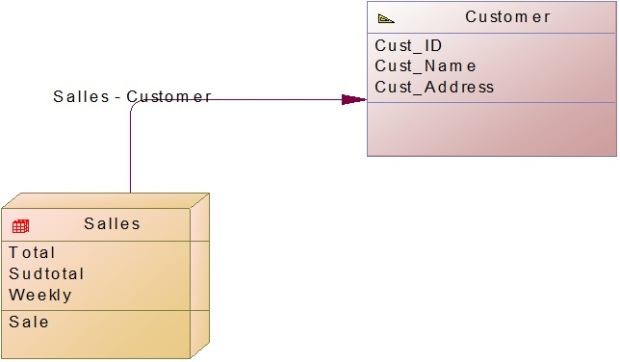 Customer
Cust_ID
Cust_Name
Cust_Address
Salles - Customer
Salles
Total
Sudtotal
Weekly
Sale